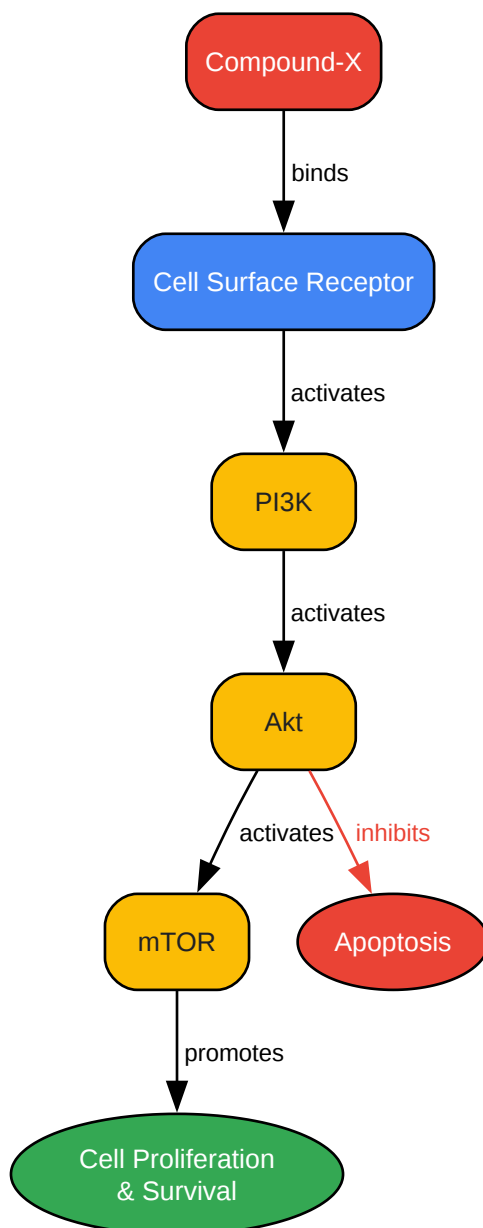 Compound-X
binds
Cell Surface Receptor
activates
PI3K
activates
Akt
activates
inhibits
mTOR
Apoptosis
promotes
Cell Proliferation
& Survival